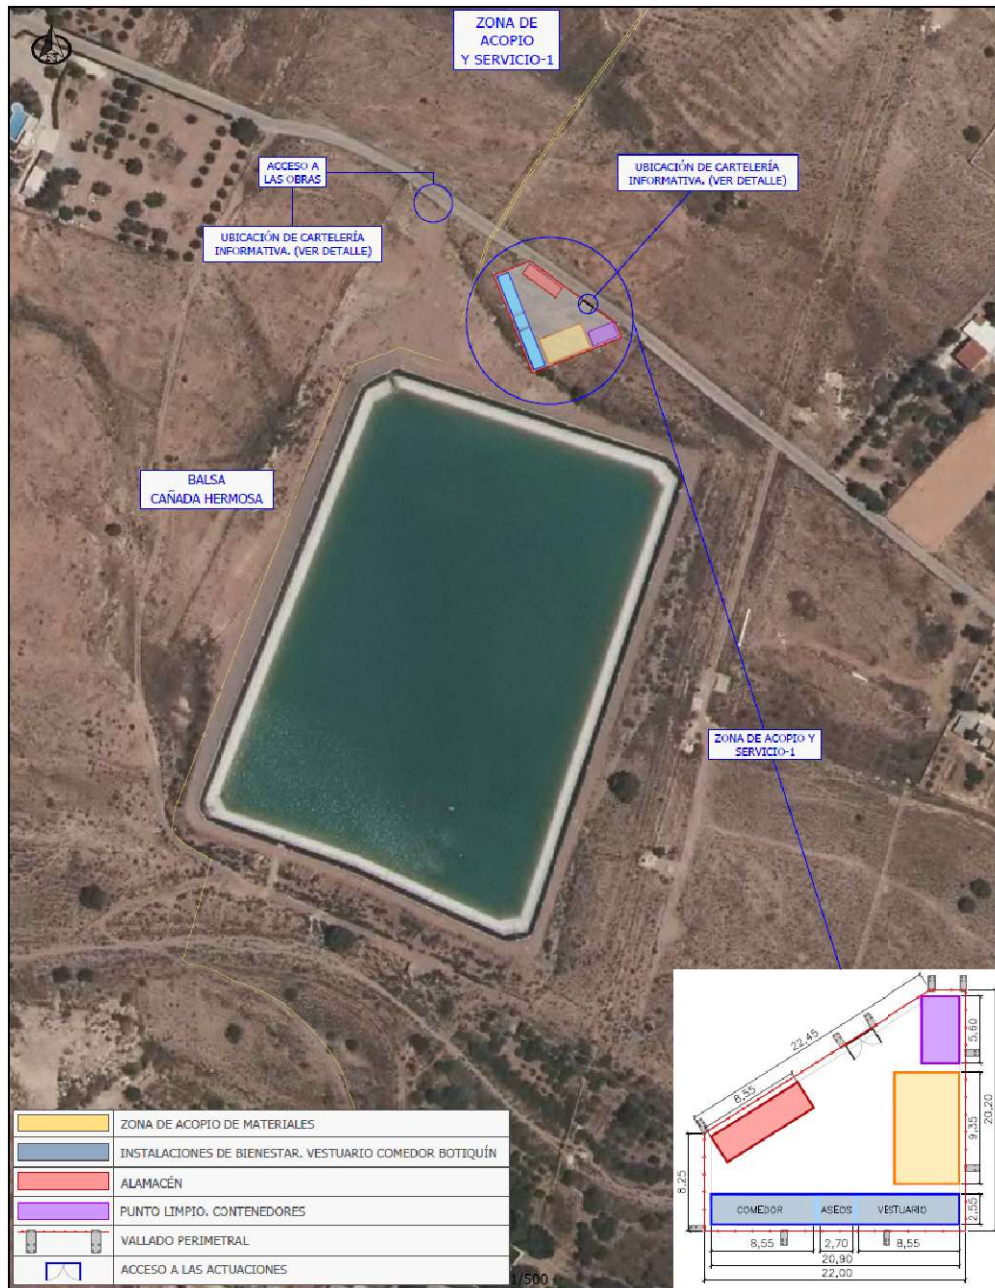 ZONA DE
ACOPIO
Y SERVICIO-1
ACCESO A
LAS OBRAS
UBICACIÓN DE CARTELERÍA
INFORMATIVA. (VER DETALLE)
UBICACIÓN DE CARTELERÍA
INFORMATIVA. (VER DETALLE)
BALSA
CAÑADA HERMOSA
ZONA DE ACOPIO Y
SERVICIO-1
22,45
8,55
5,60
20,20
9,35
8,25
2,55
COMEDOR
ASEOS
VESTUARIO
8,55
2,70
8,55
20,90
22,00
ZONA DE ACOPIO DE MATERIALES
INSTALACIONES DE BIENESTAR. VESTUARIO COMEDOR BOTIQUÍN
ALAMACÉN
PUNTO LIMPIO. CONTENEDORES
VALLADO PERIMETRAL
ACCESO A LAS ACTUACIONES
1/500